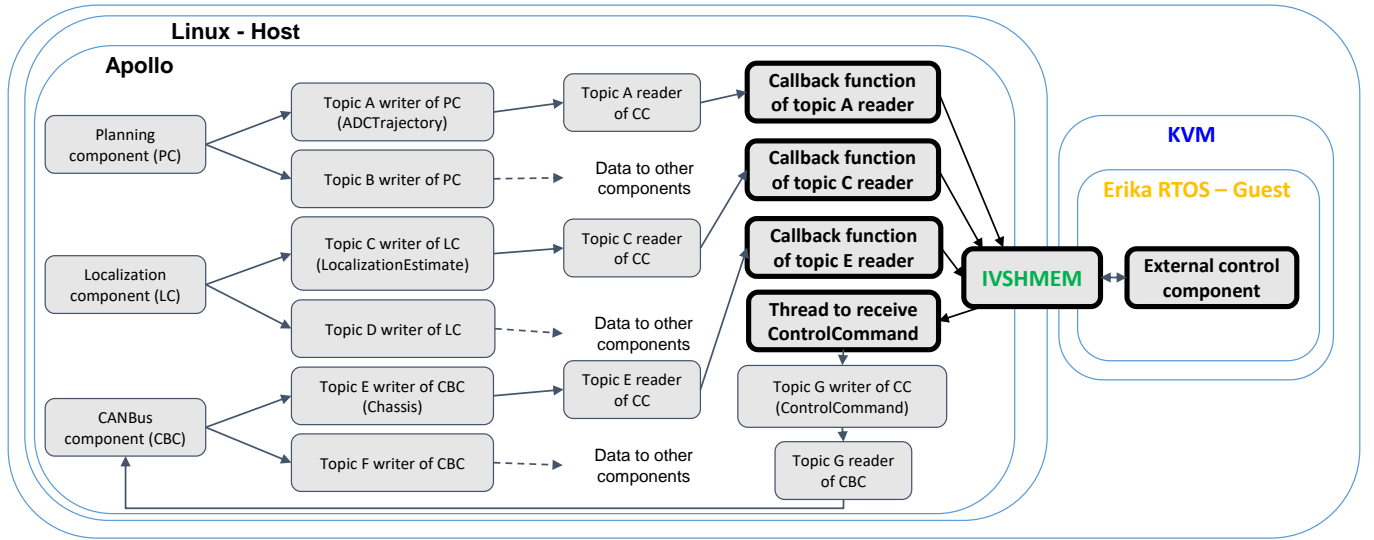 Linux - Host
Apollo
Planning
component (PC)
Topic A writer of PC
(ADCTrajectory)
Topic A reader
of CC
Callback function
of topic A reader
Topic B writer of PC
Data to other
components
Callback function
of topic C reader
KVM
Erika RTOS – Guest
Localization
component (LC)
Topic C writer of LC
(LocalizationEstimate)
Topic C reader
of CC
Callback function
of topic E reader
IVSHMEM
External control
component
Topic D writer of LC
Data to other
components
Thread to receive
ControlCommand
CANBus
component (CBC)
Topic E writer of CBC
(Chassis)
Topic E reader
of CC
Topic G writer of CC
(ControlCommand)
Topic F writer of CBC
Data to other
components
Topic G reader
of CBC